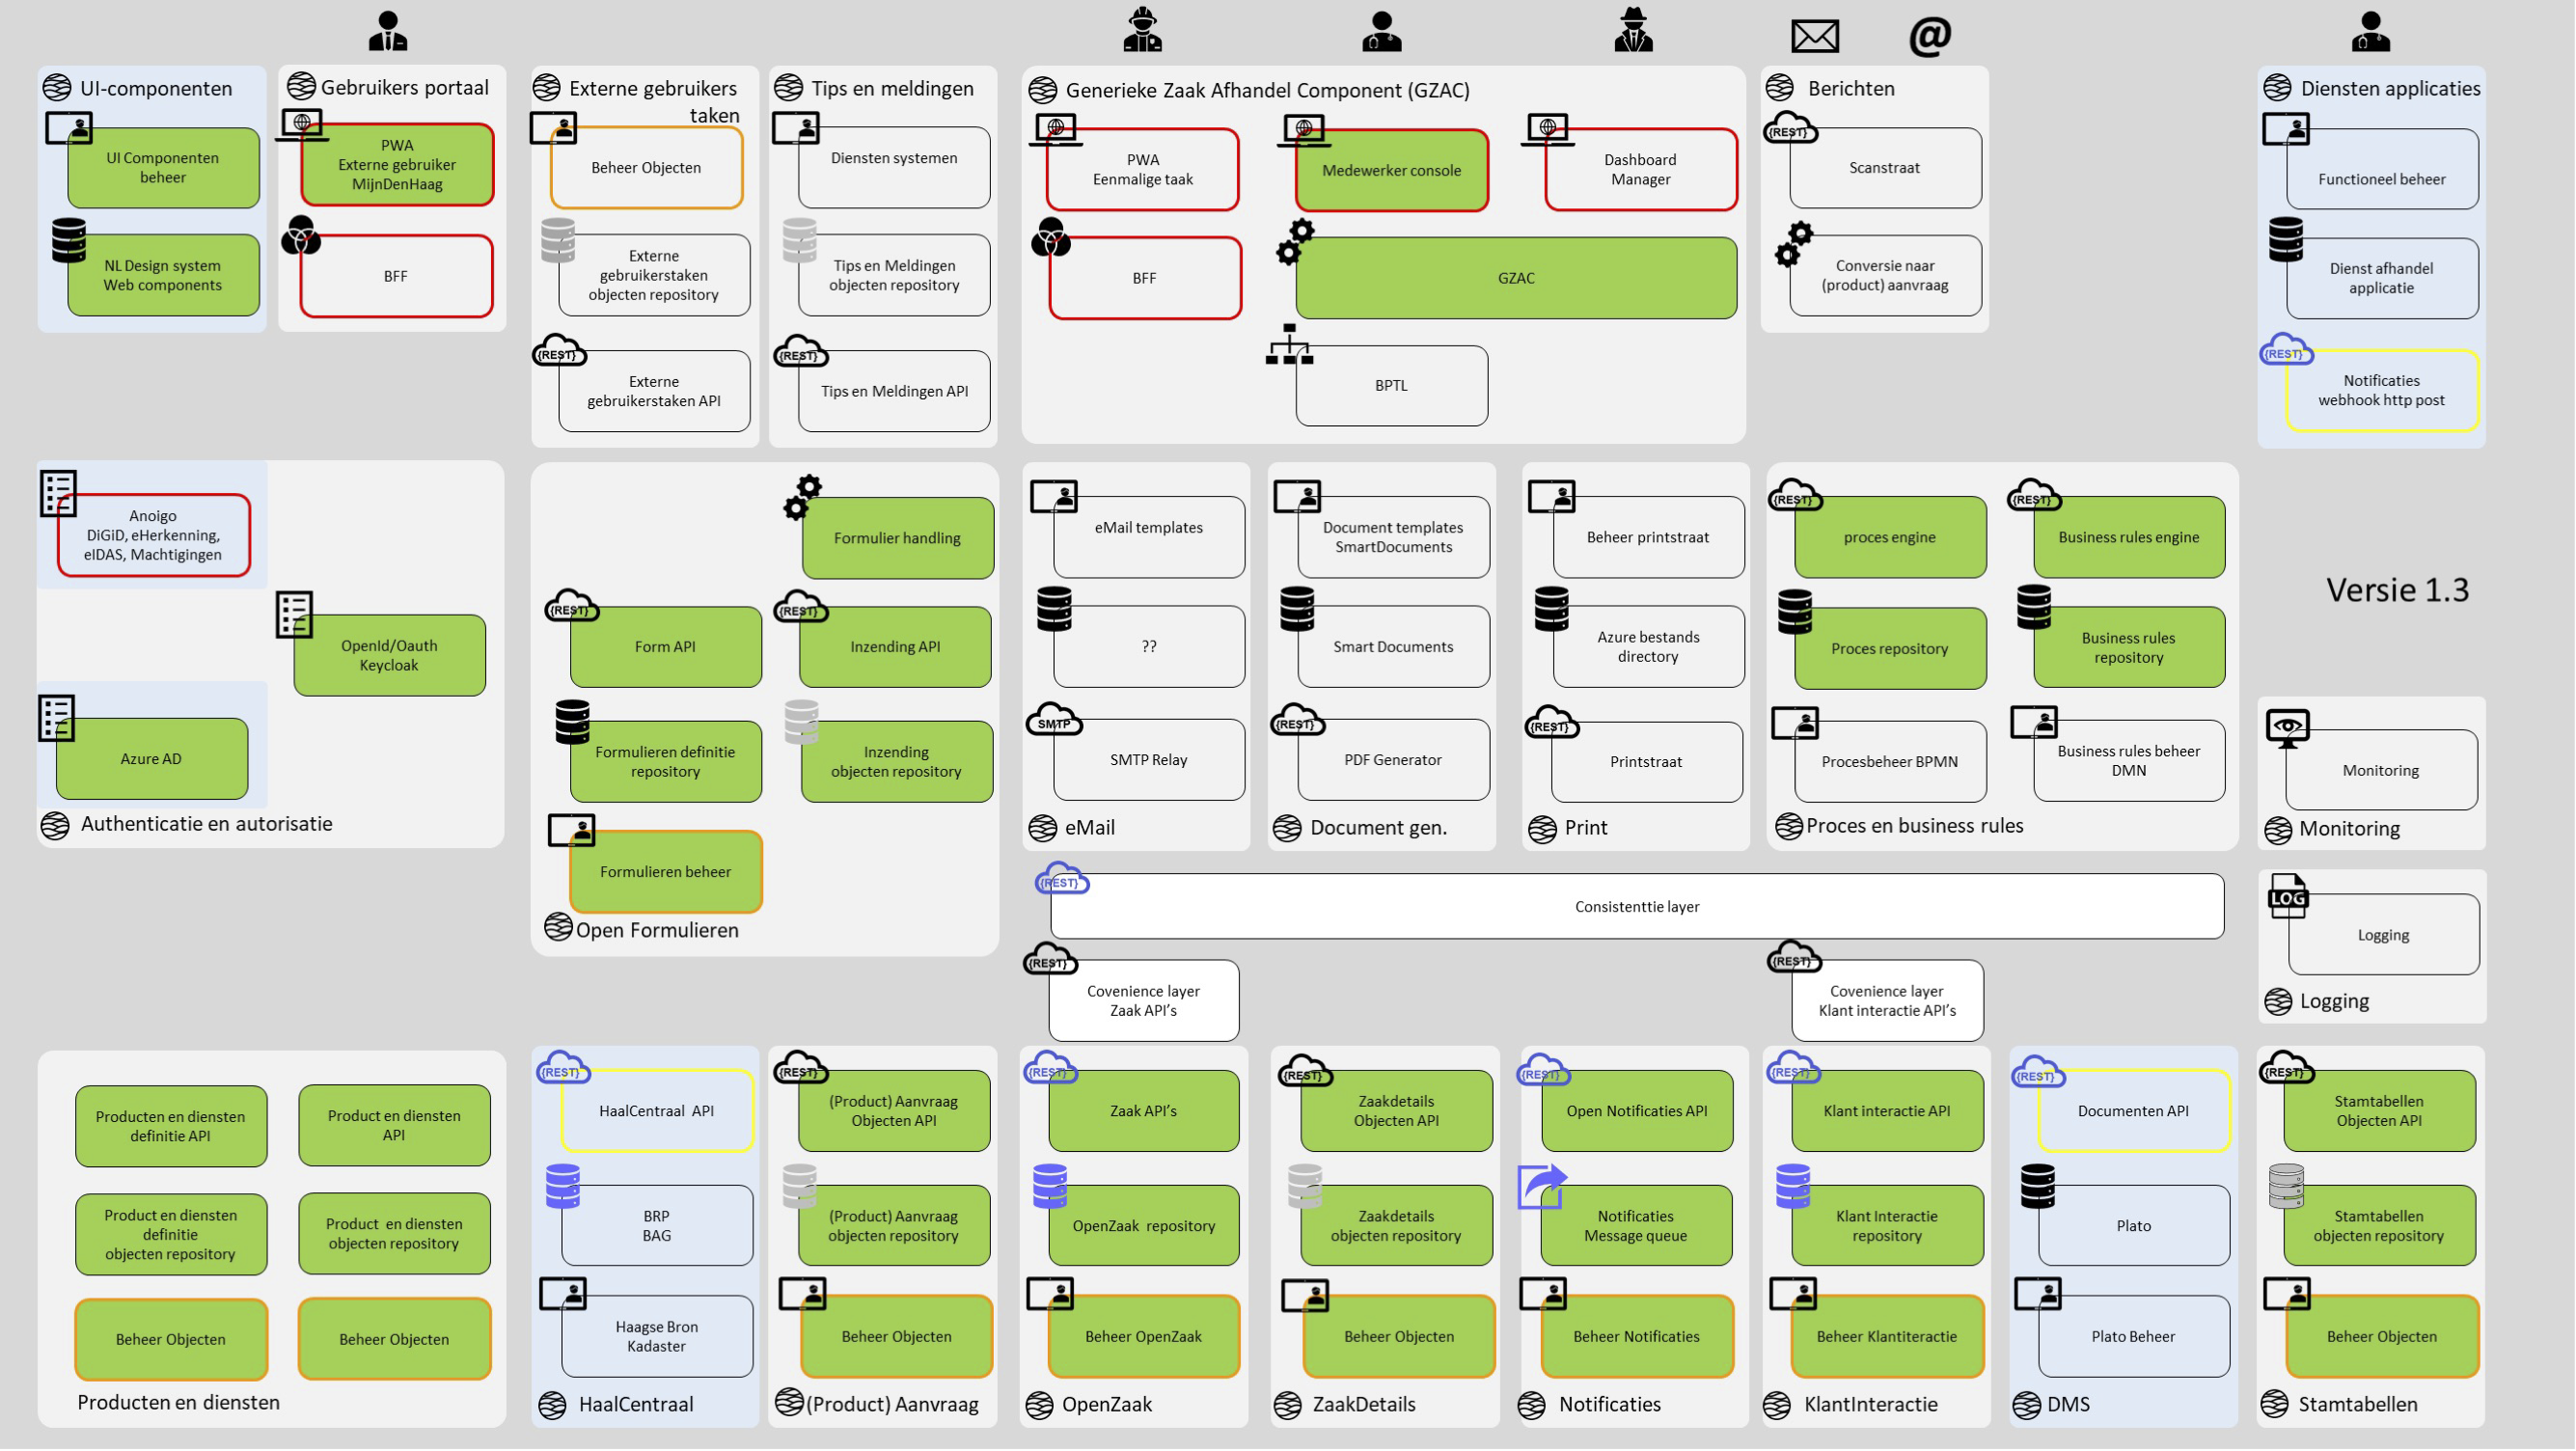 UI-componenten
UI Componenten
beheer
NL Design system
Web components
Gebruikers portaal
PWA
Externe gebruiker
MijnDenHaag
BFF
Externe gebruikers
taken
Beheer Objecten
Externe
gebruikerstaken
objecten repository
{REST}
Externe
gebruikerstaken API
Tips en meldingen
Diensten systemen
Tips en Meldingen
objecten repository
{REST}
Tips en Meldingen API
Generieke Zaak Afhandel Component (GZAC)
PWA
Eenmalige taak
Medewerker console
Dashboard
Manager
BFF
GZAC
BPTL
@
Berichten
{REST}
Scanstraat
Conversie naar
(product) aanvraag
Diensten applicaties
Functioneel beheer
Dienst afhandel
applicatie
{REST}
Notificaties
webhook http post
Anoigo
DiGiD, eHerkenning,
eIDAS, Machtigingen
OpenId/Oauth
Keycloak
Azure AD
Authenticatie en autorisatie
Formulier handling
{REST}
Form API
{REST}
Inzending API
Formulieren definitie
repository
Inzending
objecten repository
Formulieren beheer
Open Formulieren
eMail templates
??
SMTP
SMTP Relay
eMail
Document templates
SmartDocuments
Smart Documents
{REST}
PDF Generator
Document gen.
Beheer printstraat
Azure bestands
directory
{REST}
Printstraat
Print
{REST}
proces engine
{REST}
Business rules engine
Proces repository
Business rules
repository
Procesbeheer BPMN
Business rules beheer
DMN
Proces en business rules
Versie 1.3
Monitoring
Monitoring
{REST}
Consistenttie layer
LOG
Logging
Logging
{REST}
Covenience layer
Zaak API’s
{REST}
Covenience layer
Klant interactie API’s
Producten en diensten
definitie API
Product en diensten
API
Product en diensten
definitie
objecten repository
Product en diensten
objecten repository
Beheer Objecten
Beheer Objecten
Producten en diensten
{REST}
HaalCentraal API
BRP
BAG
Haagse Bron
Kadaster
HaalCentraal
{REST}
(Product) Aanvraag
Objecten API
(Product) Aanvraag
objecten repository
Beheer Objecten
(Product) Aanvraag
{REST}
Zaak API’s
OpenZaak repository
Beheer OpenZaak
OpenZaak
{REST}
Zaakdetails
Objecten API
Zaakdetails
objecten repository
Beheer Objecten
ZaakDetails
{REST}
Open Notificaties API
Notificaties
Message queue
Beheer Notificaties
Notificaties
{REST}
Klant interactie API
Klant Interactie
repository
Beheer Klantiteractie
KlantInteractie
{REST}
Documenten API
Plato
Plato Beheer
DMS
{REST}
Stamtabellen
Objecten API
Stamtabellen
objecten repository
Beheer Objecten
Stamtabellen